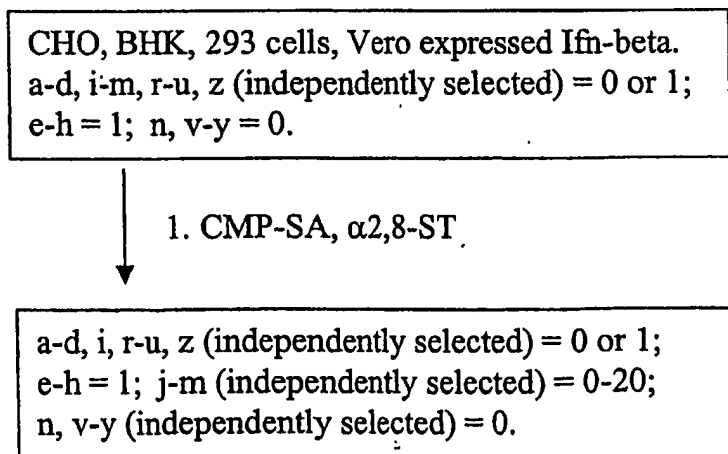 CHO, BHK, 293 cells, Vero expressed Ifn-beta.
a-d, i-m, r-u, z (independently selected) = 0 or 1;
e-h = 1; n, v-y = 0.
1. CMP-SA, α2,8-ST
a-d, i, r-u, z (independently selected) = 0 or 1;
e-h = 1; j-m (independently selected) = 0-20;
n, v-y (independently selected) = 0.